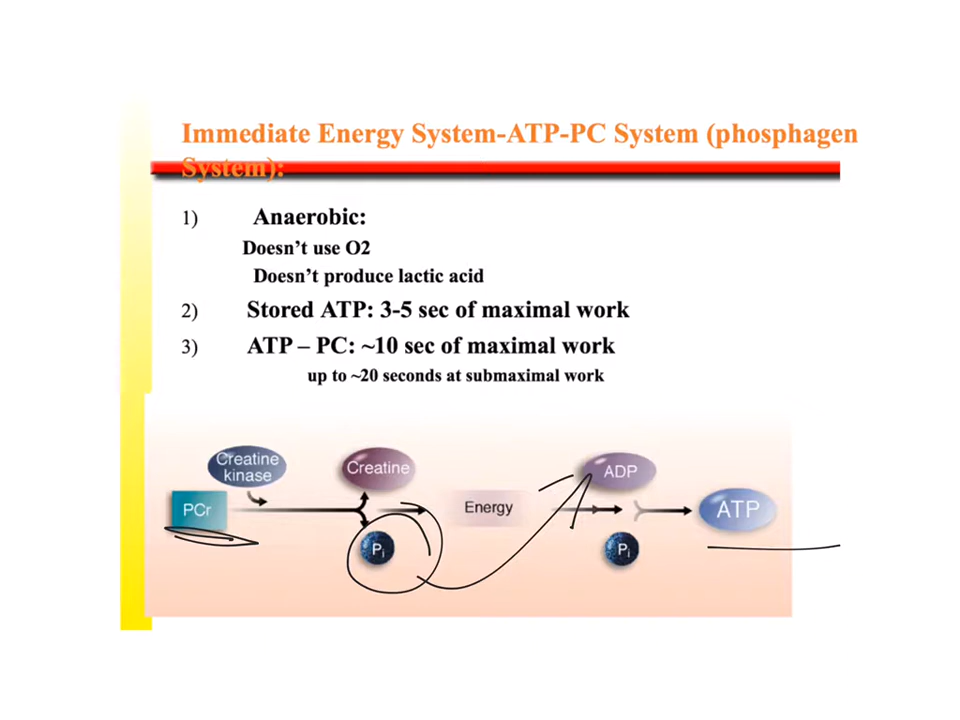 Immediate Energy System-ATP-PC System (phosphagen
System):
1) Anaerobic:
Doesn't use O2
Doesn't produce lactic acid
2) Stored ATP: 3-5 sec of maximal work
3) ATP – PC: ~10 sec of maximal work
up to ~20 seconds at submaximal work
Creatine
kinase
Creatine
ADP
PCr
Energy
ATP
Pi
Pi